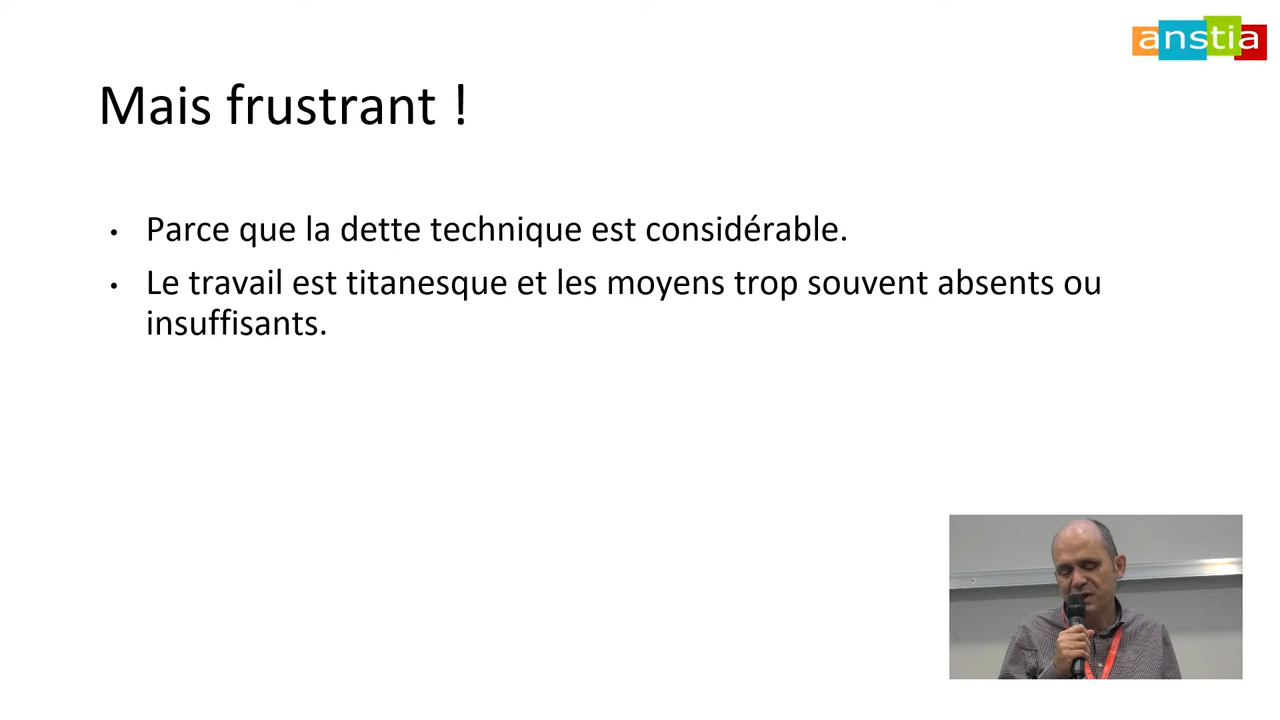 anstia
Mais frustrant !
• Parce que la dette technique est considérable.
• Le travail est titanesque et les moyens trop souvent absents ou
insuffisants.